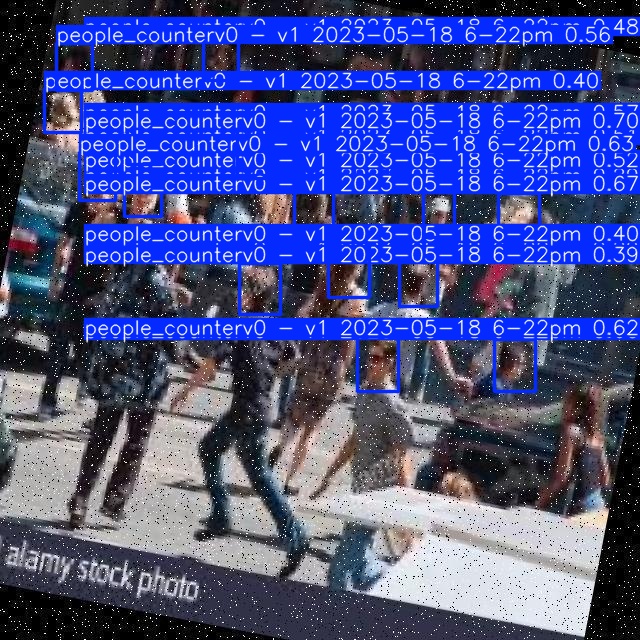 0.48
people_counterv0 - v1 2023-05-18 6-22pm 0.56
people_counterv0 - v1 2023-05-18 6-22pm 0.40
people_counterv0 - v1 2023-05-18 6-22pm 0.70
people_counterv0 - v1 2023-05-18 6-22pm 0.63
people_counterv0 - v1 2023-05-18 6-22pm 0.52
people_counterv0 - v1 2023-05-18 6-22pm 0.67
people_counterv0 - v1 2023-05-18 6-22pm 0.40
people_counterv0 - v1 2023-05-18 6-22pm 0.39
people_counterv0 - v1 2023-05-18 6-22pm 0.62
alamy stock photo